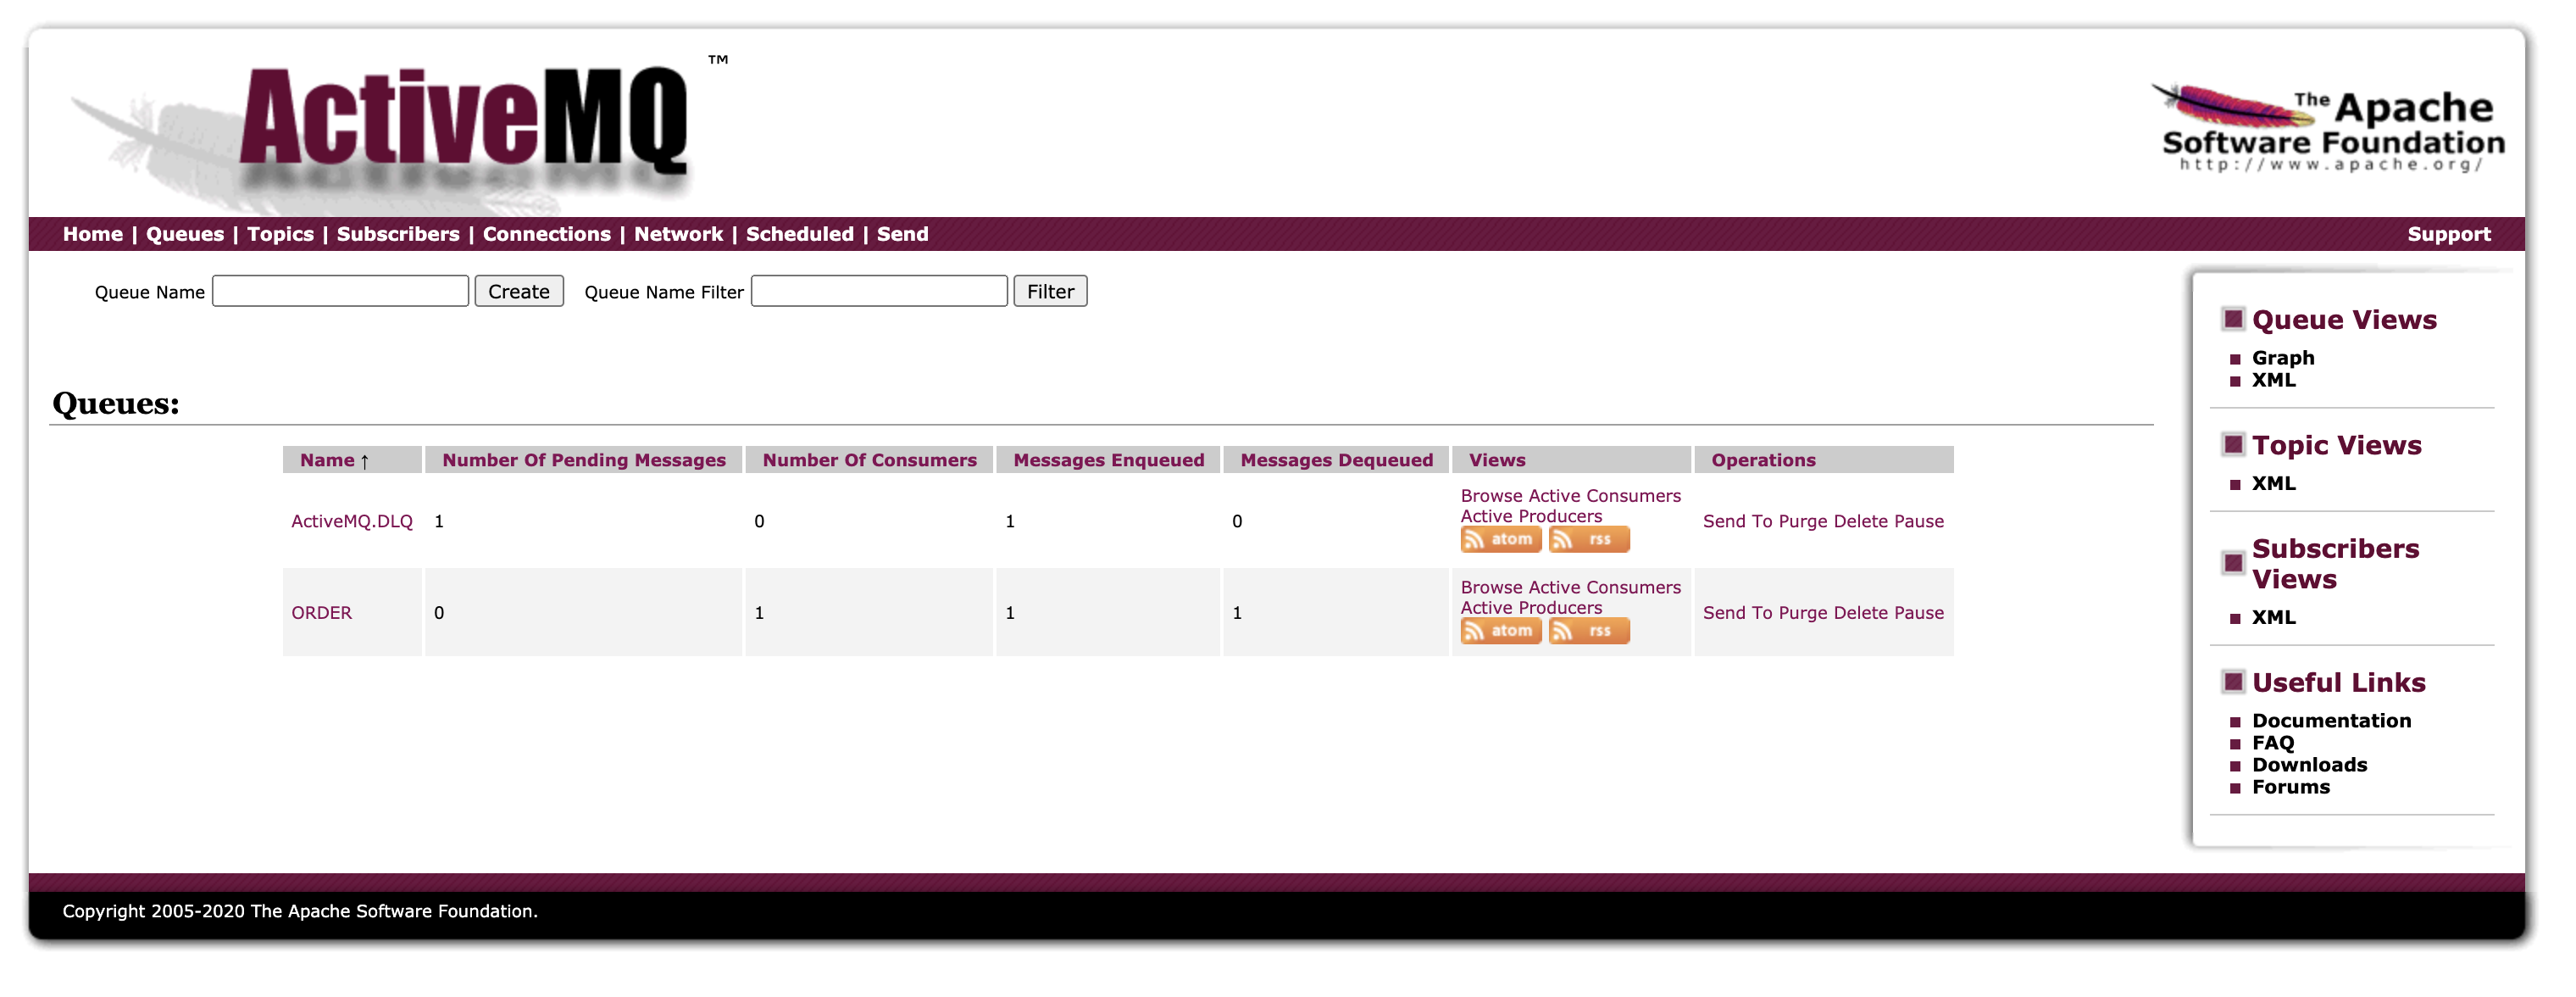 ActiveMQ ™
The Apache
Software Foundation
http://www.apache.org/
Home | Queues | Topics | Subscribers | Connections | Network | Scheduled | Send Support
Queue Name Create Queue Name Filter Filter
Queues:
Name ↑ Number Of Pending Messages Number Of Consumers Messages Enqueued Messages Dequeued Views Operations
ActiveMQ.DLQ 1 0 1 0 Browse Active Consumers
Active Producers
atom rss
Send To Purge Delete Pause
ORDER 0 1 1 1 Browse Active Consumers
Active Producers
atom rss
Send To Purge Delete Pause
Queue Views
Graph
XML
Topic Views
XML
Subscribers
Views
XML
Useful Links
Documentation
FAQ
Downloads
Forums
Copyright 2005-2020 The Apache Software Foundation.